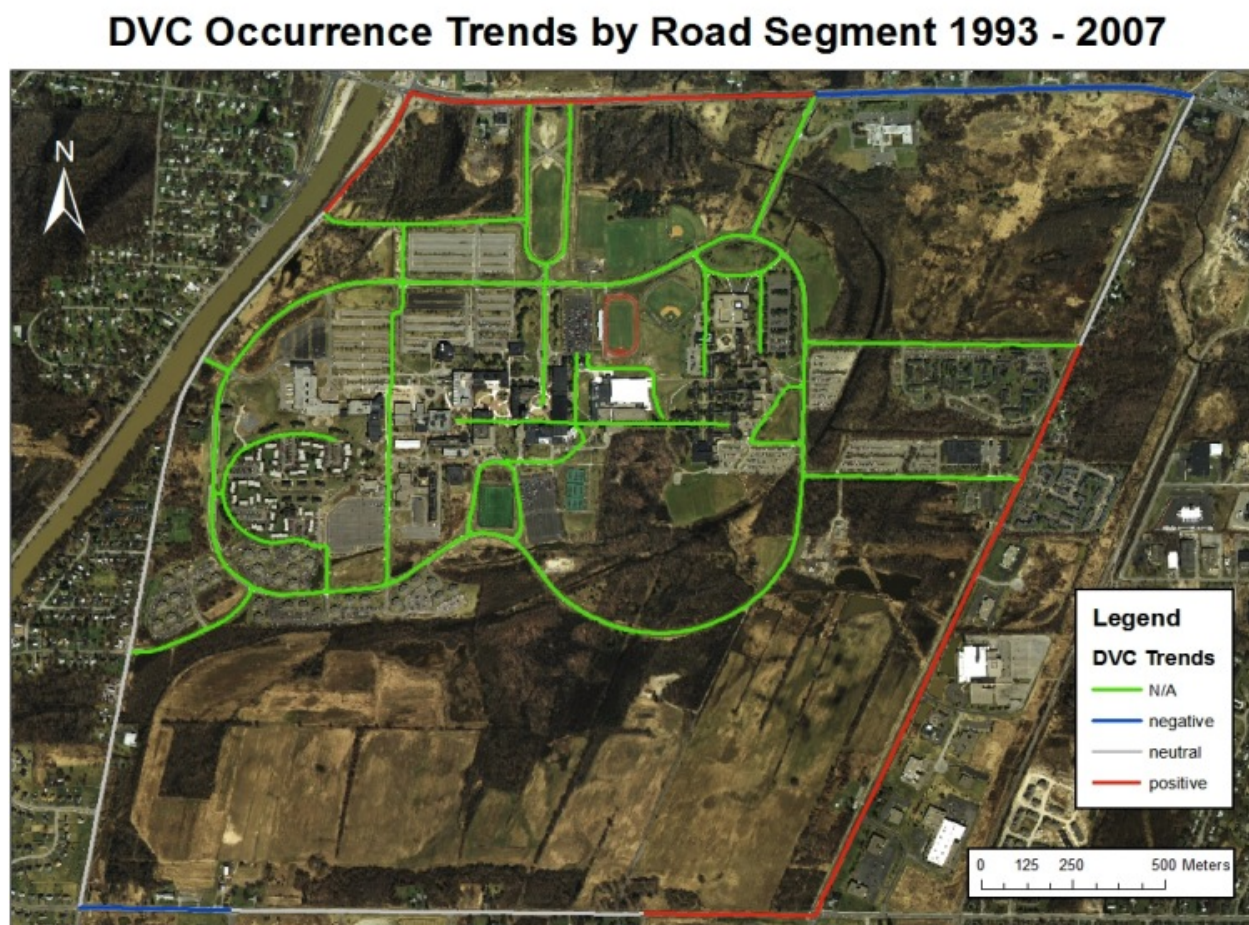 DVC Occurrence Trends by Road Segment 1993 - 2007
N
Legend
DVC Trends
N/A
negative
neutral
positive
0 125 250 500 Meters